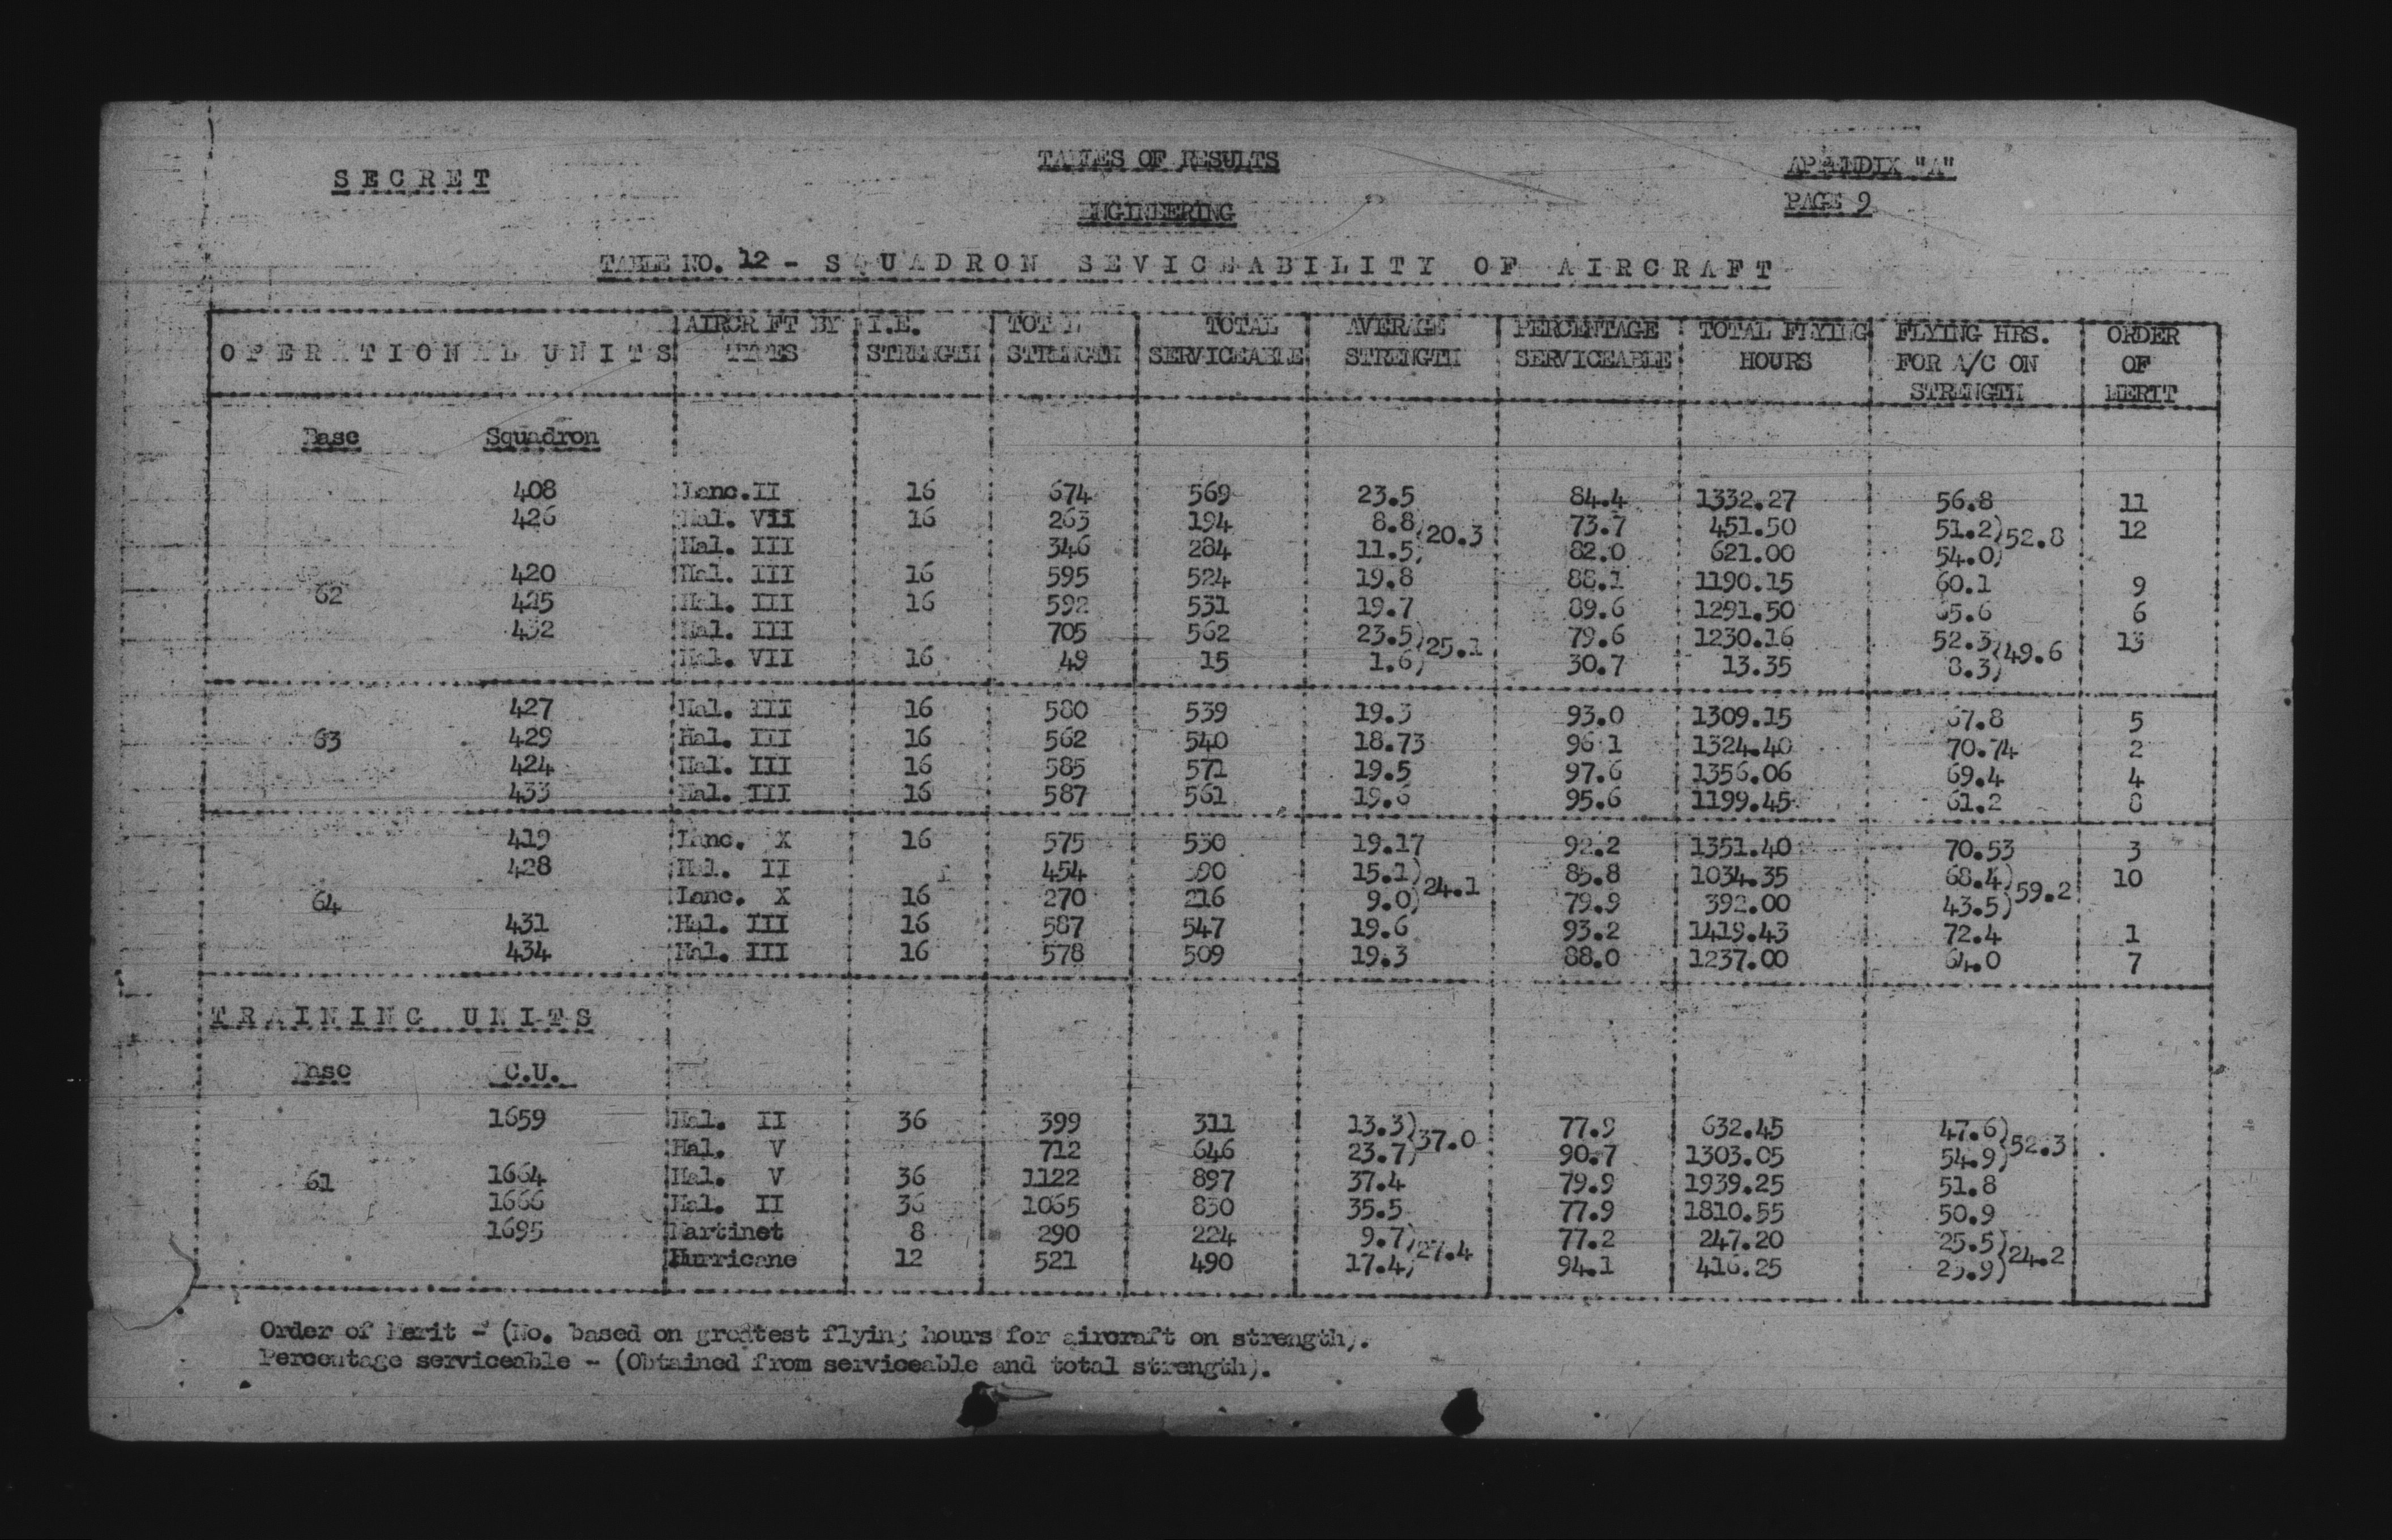 SECRET
TABLES OF RESULTS
APPENDIX "A"
PAGE 9
ENGINEERING
TABLE NO. 12 - SQUADRON SEVICEABILITY OF AIRCRAFT
OPERATIONAL UNITS AIRCRAFT BY TYPES I.E. STRENGTH TOTAL STRENGTH TOTAL SERVICEABLE AVERAGE STRENGTH PERCENTAGE SERVICEABLE TOTAL FLYING HOURS FLYING HRS. FOR A/C ON STRENGTH ORDER OF MERIT
Base Squadron
408 Lanc.II 16 674 569 23.5 84.4 1332.27 56.8 11
426 Hal. VII 16 263 194 8.8) 20.3 73.7 451.50 51.2) 52.8 12
Hal. III 346 284 11.5) 82.0 621.00 54.0)
62 420 Hal. III 16 595 524 19.8 88.1 1190.15 60.1 9
425 Hal. III 16 592 531 19.7 89.6 1291.50 65.6 6
432 Hal. III 705 562 23.5) 25.1 79.6 1230.16 52.3) 49.6 13
Hal. VII 16 49 15 1.6) 30.7 13.35 8.3)
427 Hal. III 16 580 539 19.3 93.0 1309.15 67.8 5
63 429 Hal. III 16 562 540 18.73 96.1 1324.40 70.74 2
424 Hal. III 16 585 571 19.5 97.6 1356.06 69.4 4
433 Hal. III 16 587 561 19.6 95.6 1199.45 61.2 8
419 Lanc. X 16 575 530 19.17 92.2 1351.40 70.53 3
428 Hal. II 454 390 15.1) 24.1 85.8 1034.35 68.4) 59.2 10
64 Lanc. X 16 270 216 9.0) 79.9 392.00 43.5)
431 Hal. III 16 587 547 19.6 93.2 1419.43 72.4 1
434 Hal. III 16 578 509 19.3 88.0 1237.00 64.0 7
TRAINING UNITS
Base C.U.
1659 Hal. II 36 399 311 13.3) 37.0 77.9 632.45 47.6) 52.3
Hal. V 712 646 23.7) 90.7 1303.05 54.9)
61 1664 Hal. V 36 1122 897 37.4 79.9 1939.25 51.8
1666 Hal. II 36 1065 830 35.5 77.9 1810.55 50.9
1695 Martinet 8 290 224 9.7) 27.4 77.2 247.20 25.5) 24.2
Hurricane 12 521 490 17.4) 94.1 416.25 23.9)
Order of Merit - (No. based on greatest flying hours for aircraft on strength).
Percentage serviceable - (Obtained from serviceable and total strength).